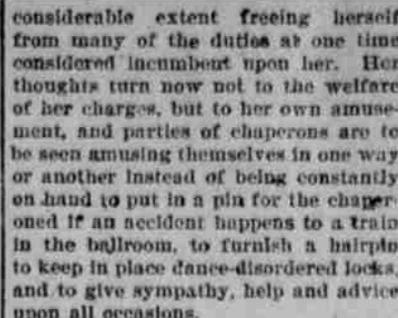 considerable extent freeing herself
from many of the duties at one time
considered incumbent upon her. Her
thoughts turn now not to the welfare
of her charges, but to her own amuse-
ment, and parties of chaperons are to
be seen amusing themselves in one way
or another instead of being constantly
on hand to put in a pin for the chaper-
oned if an accident happens to a train
in the ballroom, to furnish a hairpin
to keep in place dance-disordered locks,
and to give sympathy, help and advice
upon all occasions.